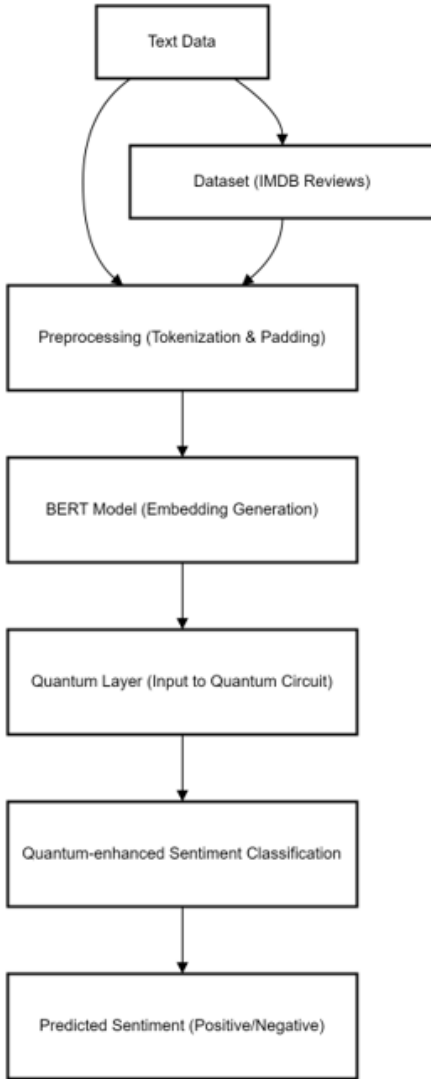 Text Data
Dataset (IMDB Reviews)
Preprocessing (Tokenization & Padding)
BERT Model (Embedding Generation)
Quantum Layer (Input to Quantum Circuit)
Quantum-enhanced Sentiment Classification
Predicted Sentiment (Positive/Negative)